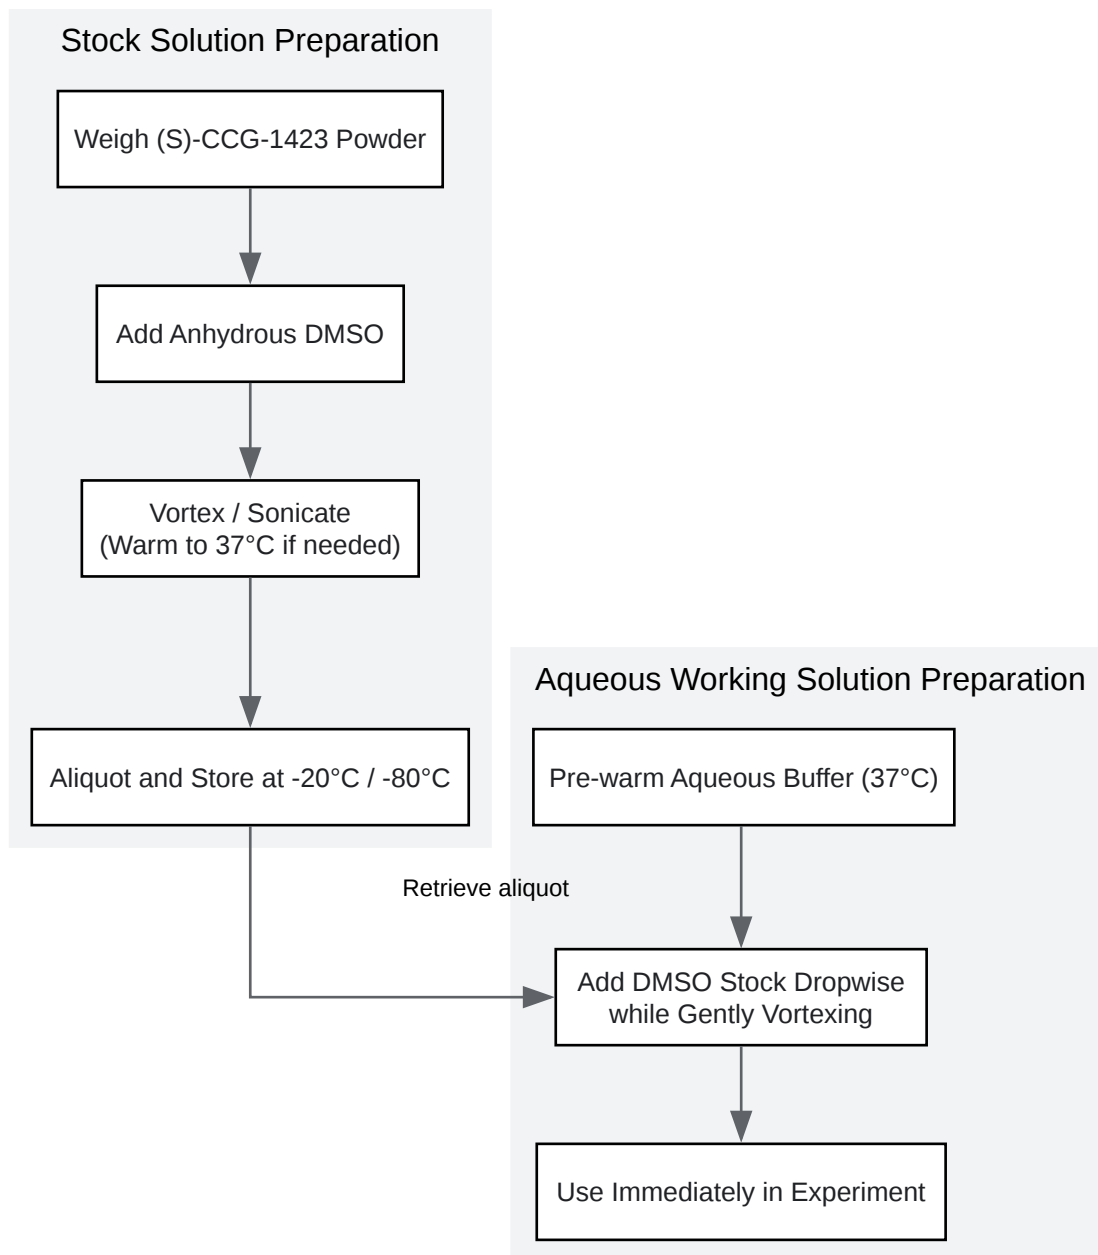 Stock Solution Preparation
Weigh (S)-CCG-1423 Powder
Add Anhydrous DMSO
Vortex / Sonicate
(Warm to 37°C if needed)
Aliquot and Store at -20°C / -80°C
Retrieve aliquot
Aqueous Working Solution Preparation
Pre-warm Aqueous Buffer (37°C)
Add DMSO Stock Dropwise
while Gently Vortexing
Use Immediately in Experiment